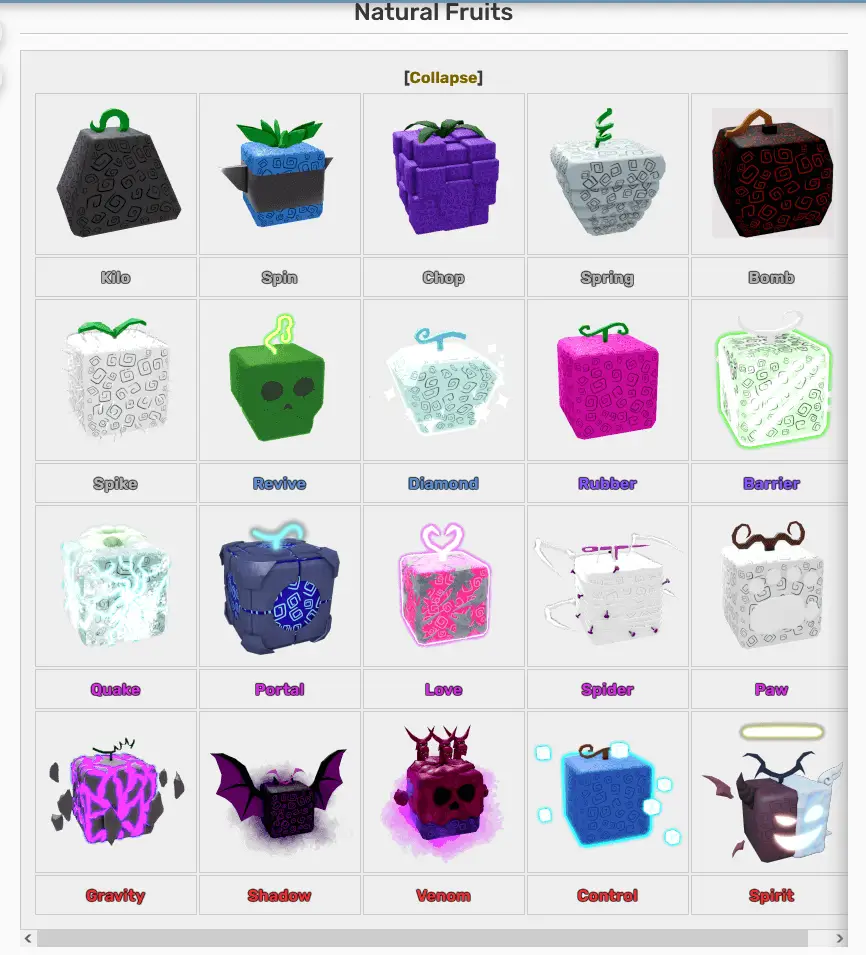 Natural Fruits
[Collapse]
Kilo Spin Chop Spring Bomb
Spike Revive Diamond Rubber Barrier
Quake Portal Love Spider Paw
Gravity Shadow Venom Control Spirit